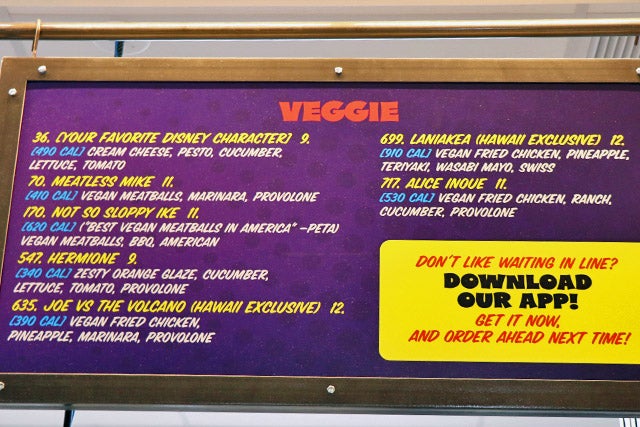 VEGGIE
36. [YOUR FAVORITE DISNEY CHARACTER] 9.
[490 CAL] CREAM CHEESE, PESTO, CUCUMBER,
LETTUCE, TOMATO
70. MEATLESS MIKE 11.
[410 CAL] VEGAN MEATBALLS, MARINARA, PROVOLONE
170. NOT SO SLOPPY IKE 11.
[620 CAL] ("BEST VEGAN MEATBALLS IN AMERICA" -PETA)
VEGAN MEATBALLS, BBQ, AMERICAN
547. HERMIONE 9.
[340 CAL] ZESTY ORANGE GLAZE, CUCUMBER,
LETTUCE, TOMATO, PROVOLONE
635. JOE VS THE VOLCANO (HAWAII EXCLUSIVE) 12.
[390 CAL] VEGAN FRIED CHICKEN,
PINEAPPLE, MARINARA, PROVOLONE
699. LANIAKEA (HAWAII EXCLUSIVE) 12.
[910 CAL] VEGAN FRIED CHICKEN, PINEAPPLE,
TERIYAKI, WASABI MAYO, SWISS
717. ALICE INOUE 11.
[530 CAL] VEGAN FRIED CHICKEN, RANCH,
CUCUMBER, PROVOLONE
DON'T LIKE WAITING IN LINE?
DOWNLOAD
OUR APP!
GET IT NOW,
AND ORDER AHEAD NEXT TIME!